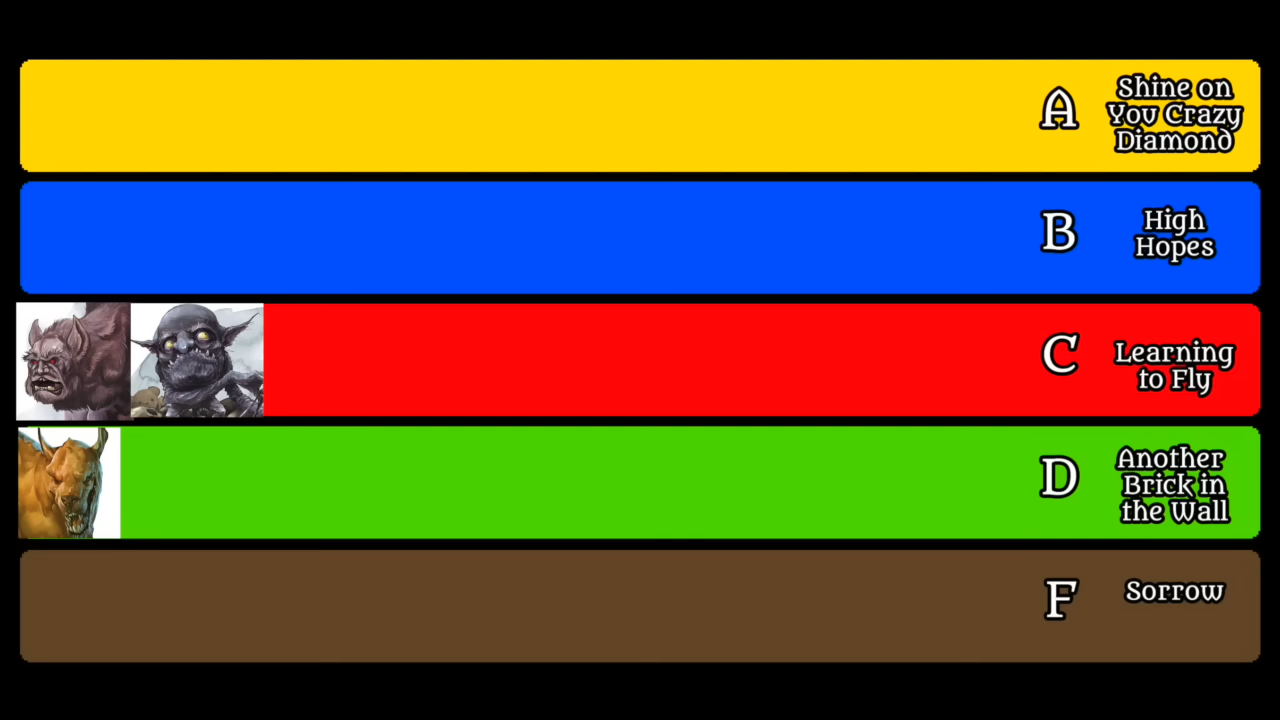 A
Shine on
You Crazy
Diamond
B
High
Hopes
C
Learning
to Fly
D
Another
Brick in
the Wall
F
Sorrow